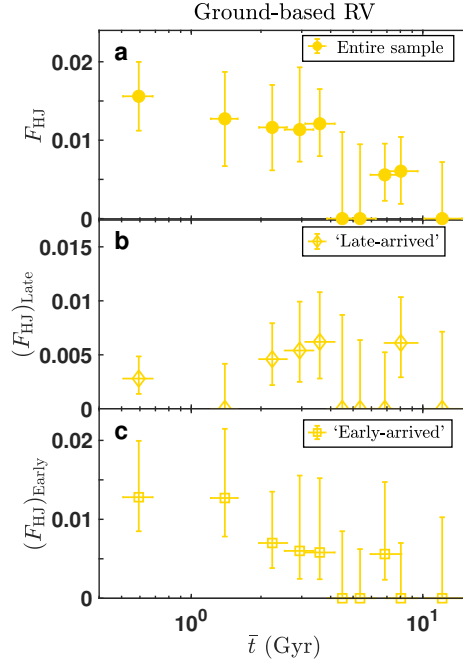 Ground-based RV
a
Entire sample
0.02
0.01
0
F_HJ
b
'Late-arrived'
0.015
0.01
0.005
0
(F_HJ)_Late
c
'Early-arrived'
0.02
0.01
0
(F_HJ)_Early
10^0
10^1
t̄ (Gyr)